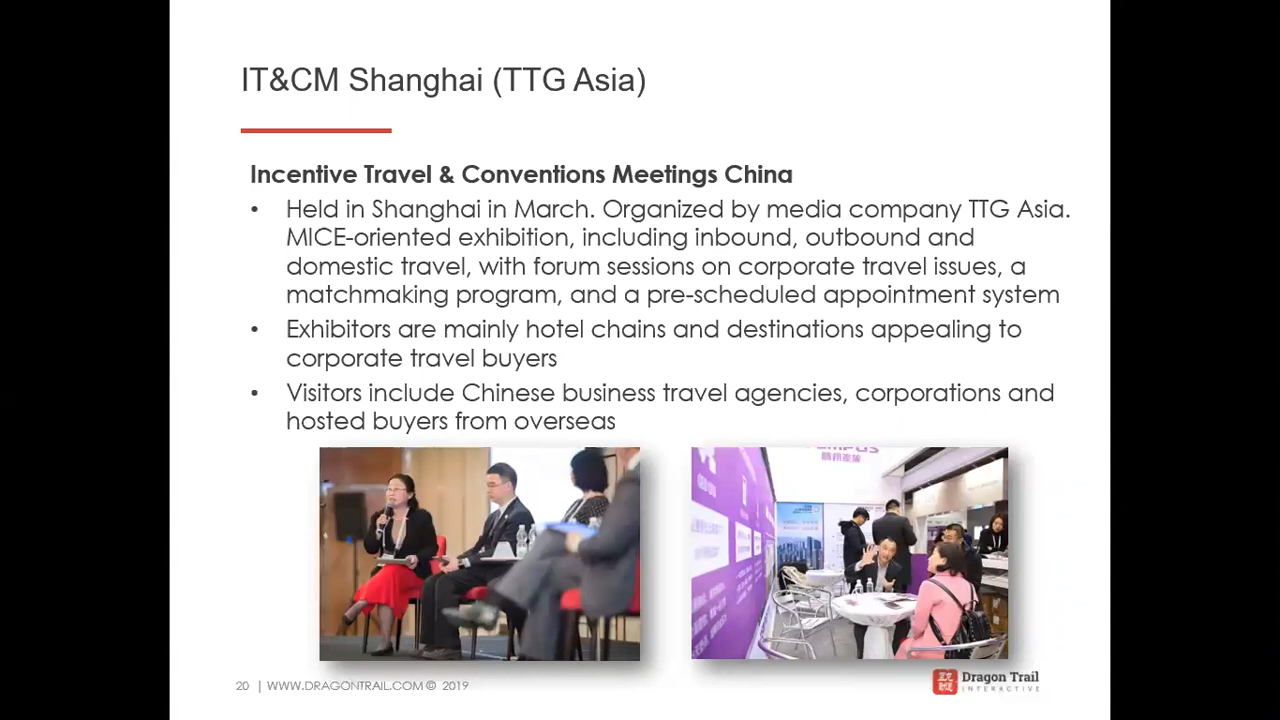 IT&CM Shanghai (TTG Asia)
Incentive Travel & Conventions Meetings China
• Held in Shanghai in March. Organized by media company TTG Asia.
MICE-oriented exhibition, including inbound, outbound and
domestic travel, with forum sessions on corporate travel issues, a
matchmaking program, and a pre-scheduled appointment system
• Exhibitors are mainly hotel chains and destinations appealing to
corporate travel buyers
• Visitors include Chinese business travel agencies, corporations and
hosted buyers from overseas
20 | WWW.DRAGONTRAIL.COM © 2019
Dragon Trail
INTERACTIVE